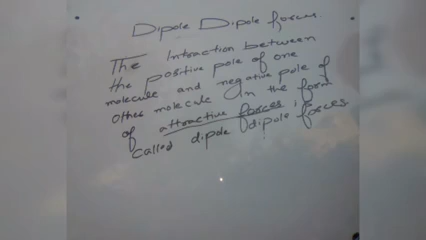 Dipole Dipole forces.
The Intraction between
the positive pole of one
molecule and negative pole of
other molecule in the form
of attractive forces is
called dipole dipole forces